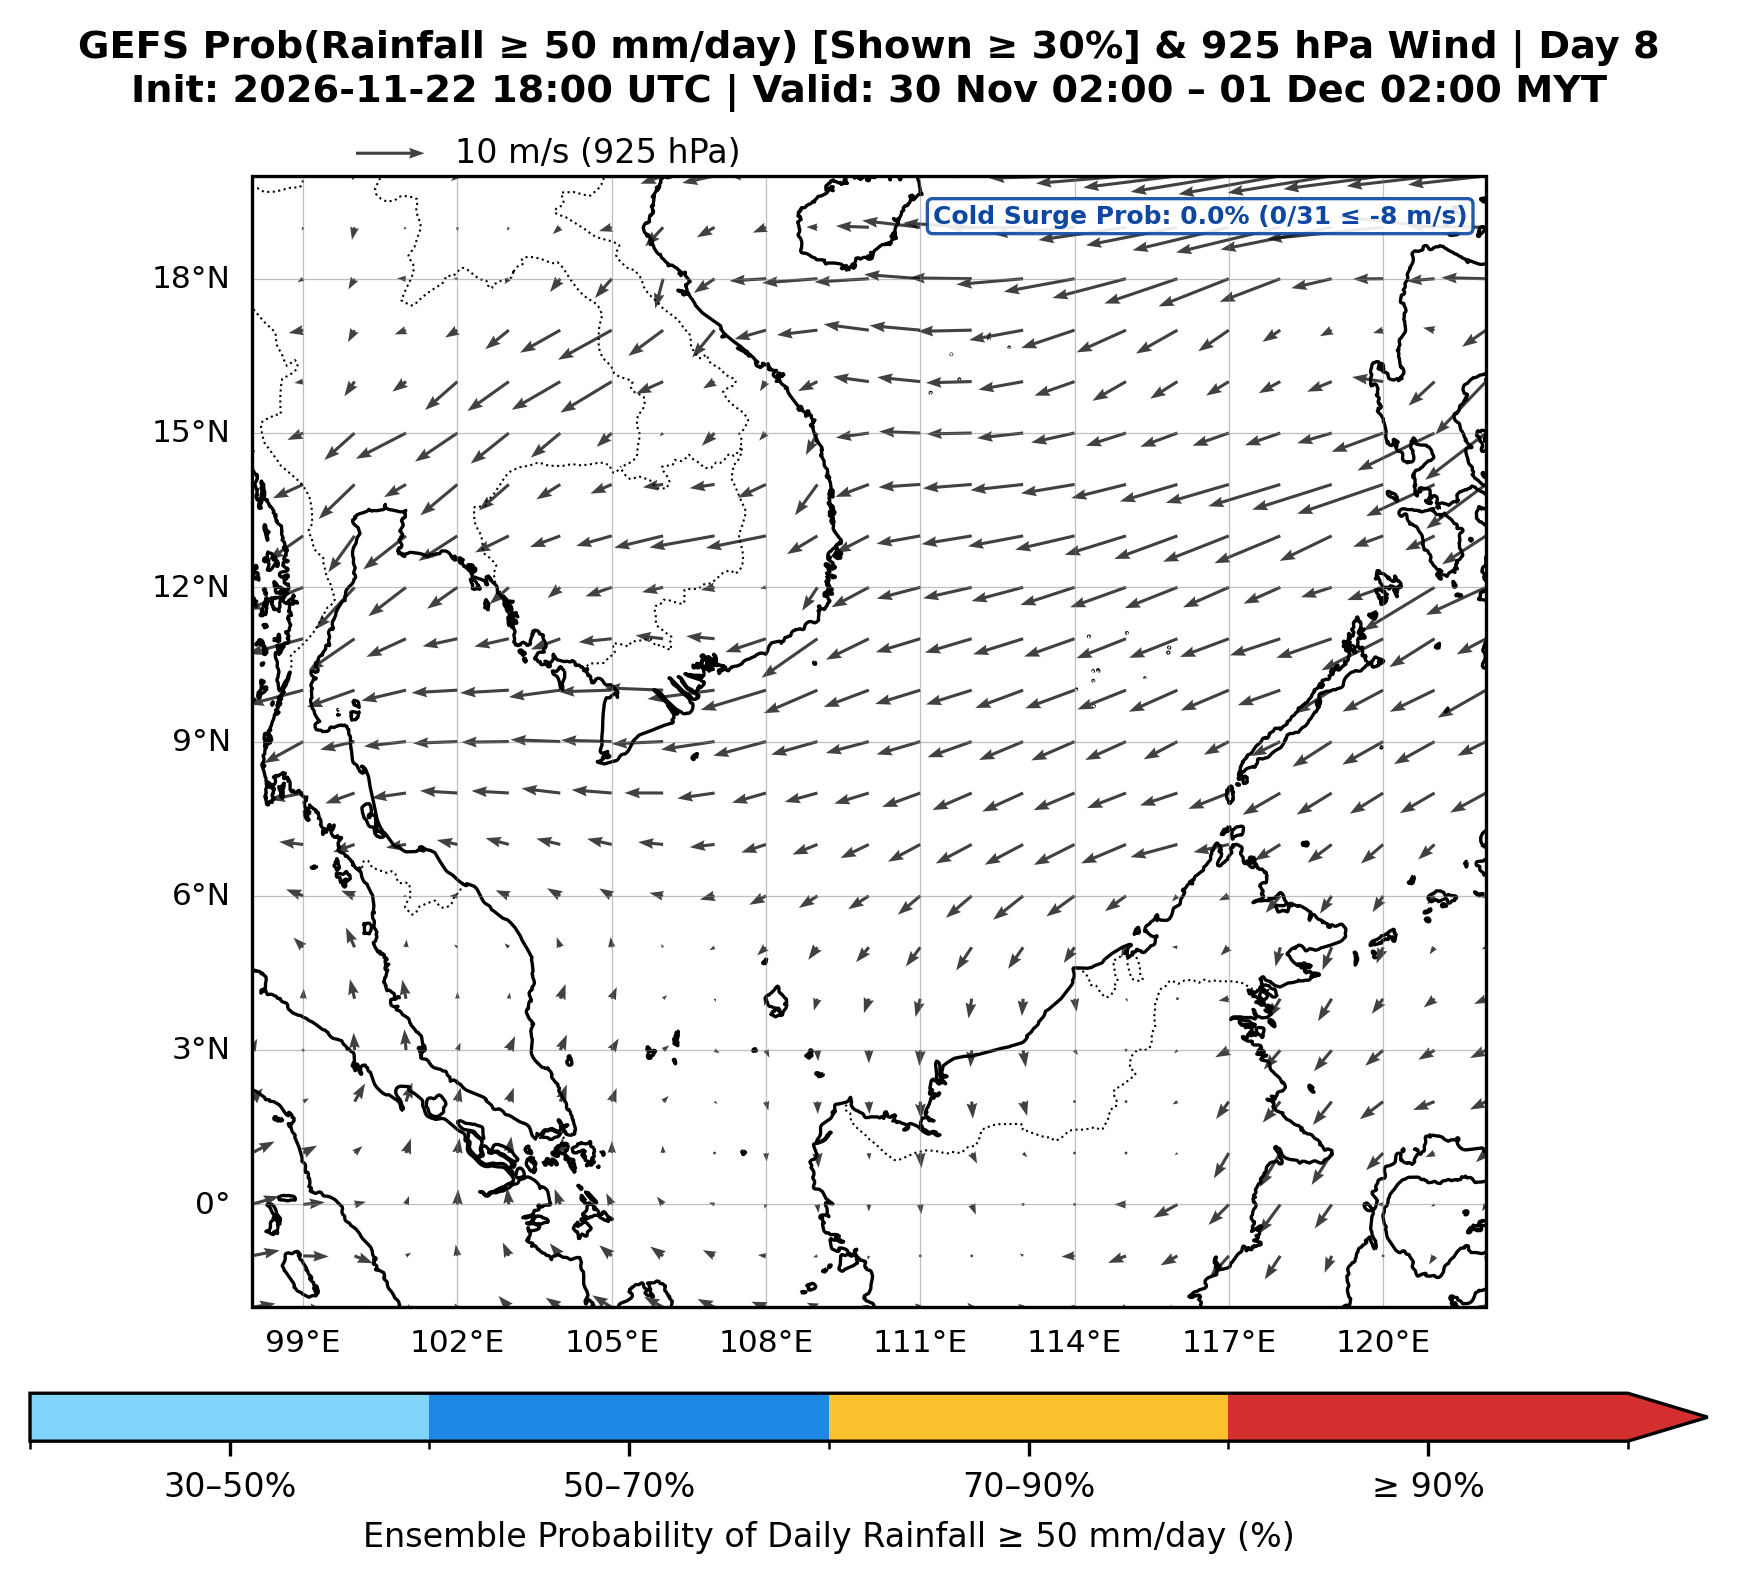 GEFS Prob(Rainfall ≥ 50 mm/day) [Shown ≥ 30%] & 925 hPa Wind | Day 8
Init: 2026-11-22 18:00 UTC | Valid: 30 Nov 02:00 – 01 Dec 02:00 MYT
10 m/s (925 hPa)
Cold Surge Prob: 0.0% (0/31 ≤ -8 m/s)
18°N
15°N
12°N
9°N
6°N
3°N
0°
99°E 102°E 105°E 108°E 111°E 114°E 117°E 120°E
30–50% 50–70% 70–90% ≥ 90%
Ensemble Probability of Daily Rainfall ≥ 50 mm/day (%)